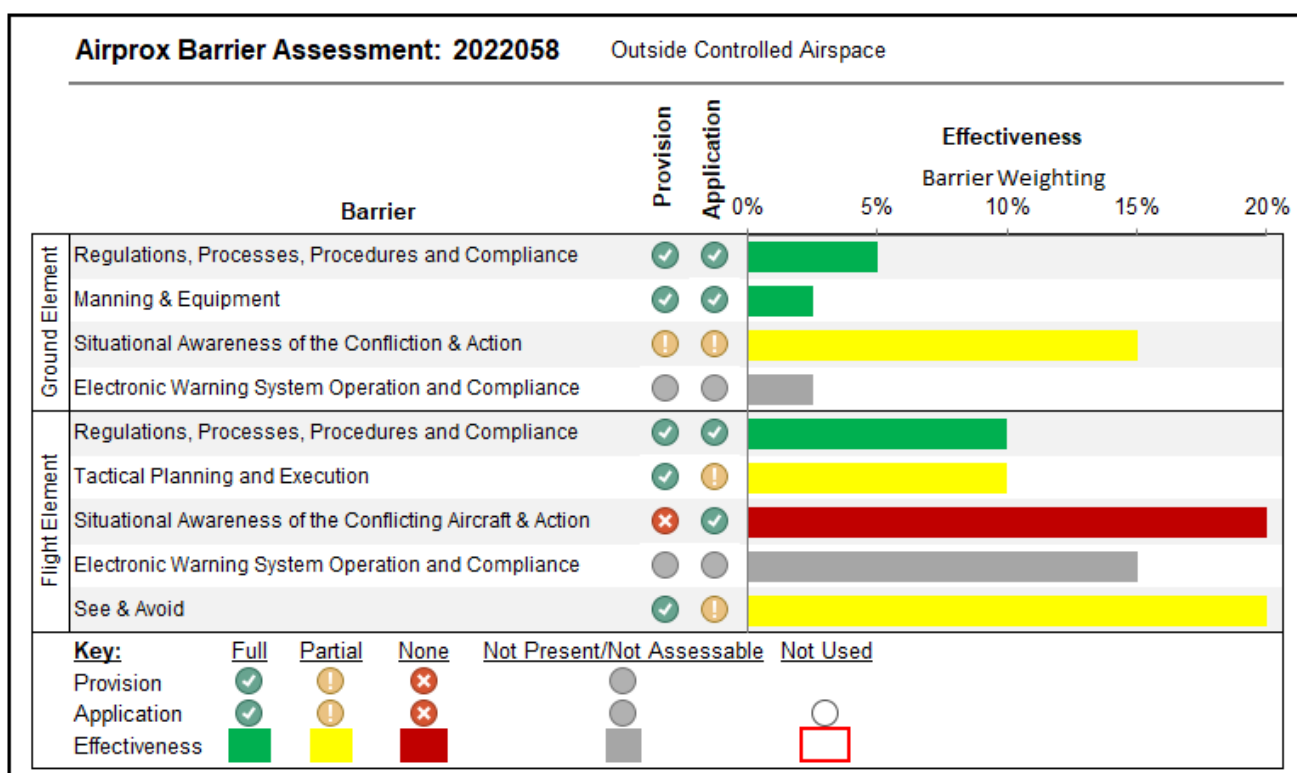 Airprox Barrier Assessment: 2022058 Outside Controlled Airspace
Provision
Application
Effectiveness
Barrier Weighting
Barrier
0% 5% 10% 15% 20%
Ground Element
Regulations, Processes, Procedures and Compliance
Manning & Equipment
Situational Awareness of the Confliction & Action
Electronic Warning System Operation and Compliance
Flight Element
Regulations, Processes, Procedures and Compliance
Tactical Planning and Execution
Situational Awareness of the Conflicting Aircraft & Action
Electronic Warning System Operation and Compliance
See & Avoid
Key: Full Partial None Not Present/Not Assessable Not Used
Provision
Application
Effectiveness